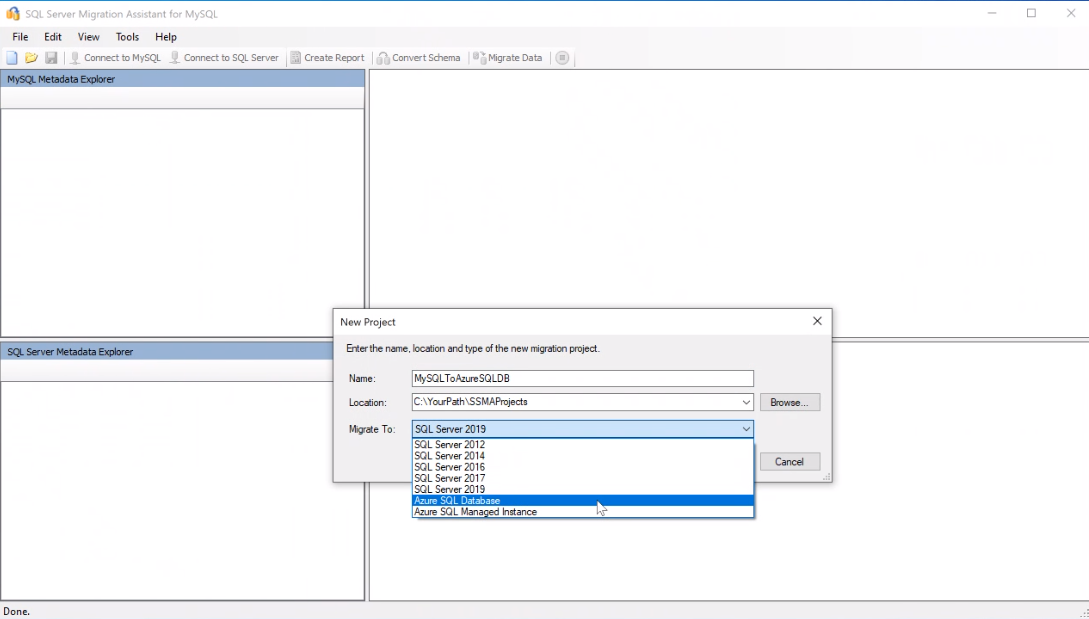 SQL Server Migration Assistant for MySQL
File Edit View Tools Help
Connect to MySQL Connect to SQL Server Create Report Convert Schema Migrate Data
MySQL Metadata Explorer
New Project
Enter the name, location and type of the new migration project.
Name: MySQLToAzureSQLDB
Location: C:\YourPath\SSMAProjects Browse...
Migrate To: SQL Server 2019
SQL Server 2012
SQL Server 2014
SQL Server 2016
SQL Server 2017
SQL Server 2019
Azure SQL Database
Azure SQL Managed Instance
Cancel
SQL Server Metadata Explorer
Done.